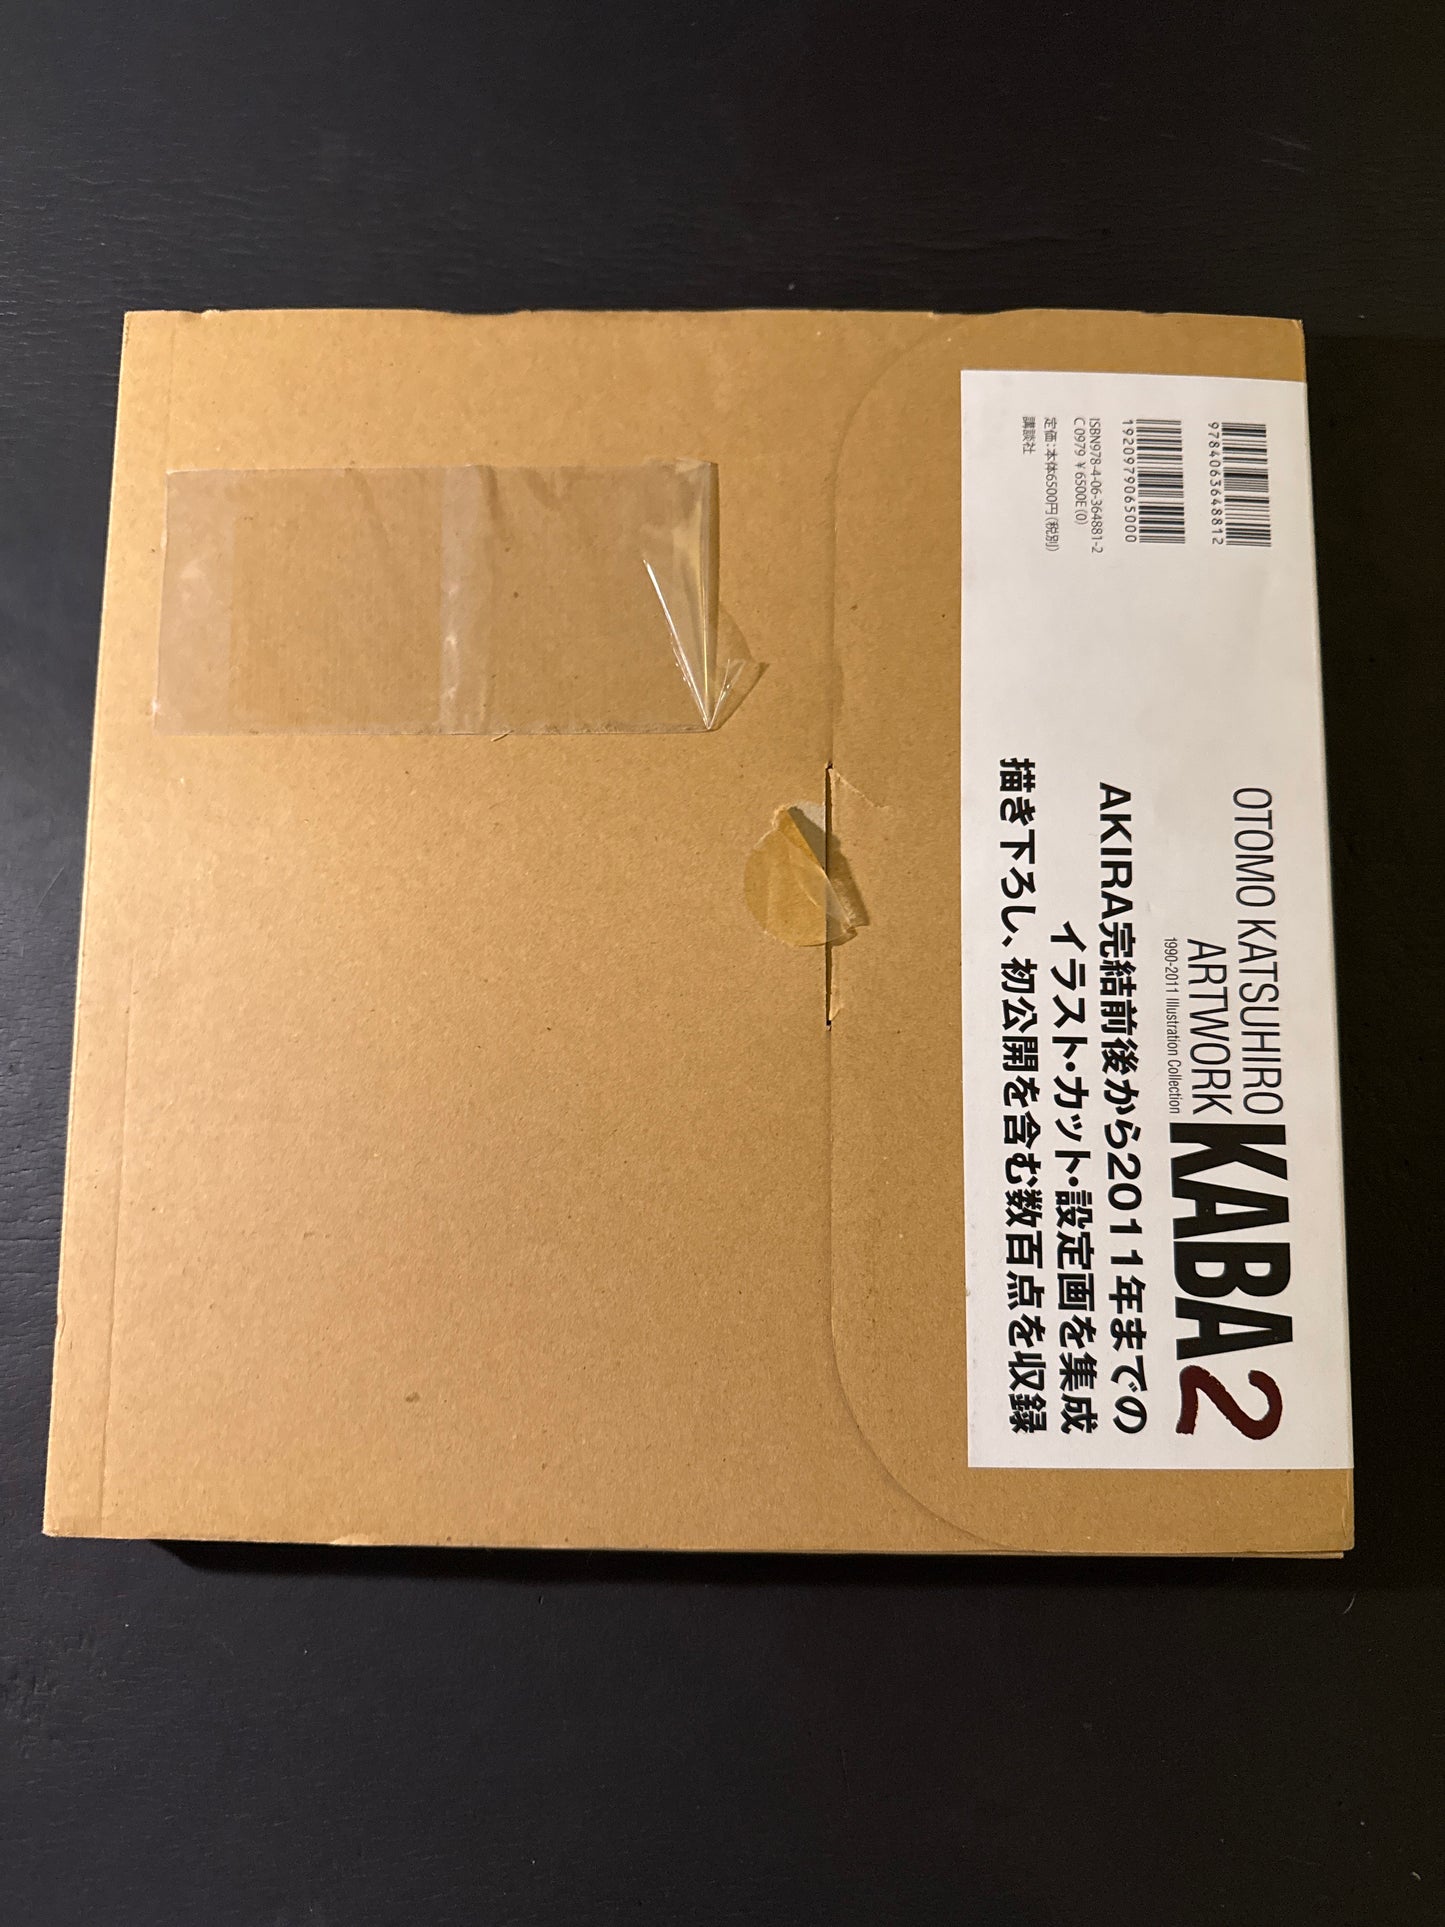 OTOMO KATSUHIRO
ARTWORK
1990-2011 Illustration Collection
KABA2
AKIRA完結前後から2011年までの
イラスト・カット・設定画を集成
描き下ろし、初公開を含む数百点を収録
9784063648812
1920979065000
ISBN978-4-06-364881-2
C0979 ¥6500E(0)
定価:本体6500円(税別)
講談社